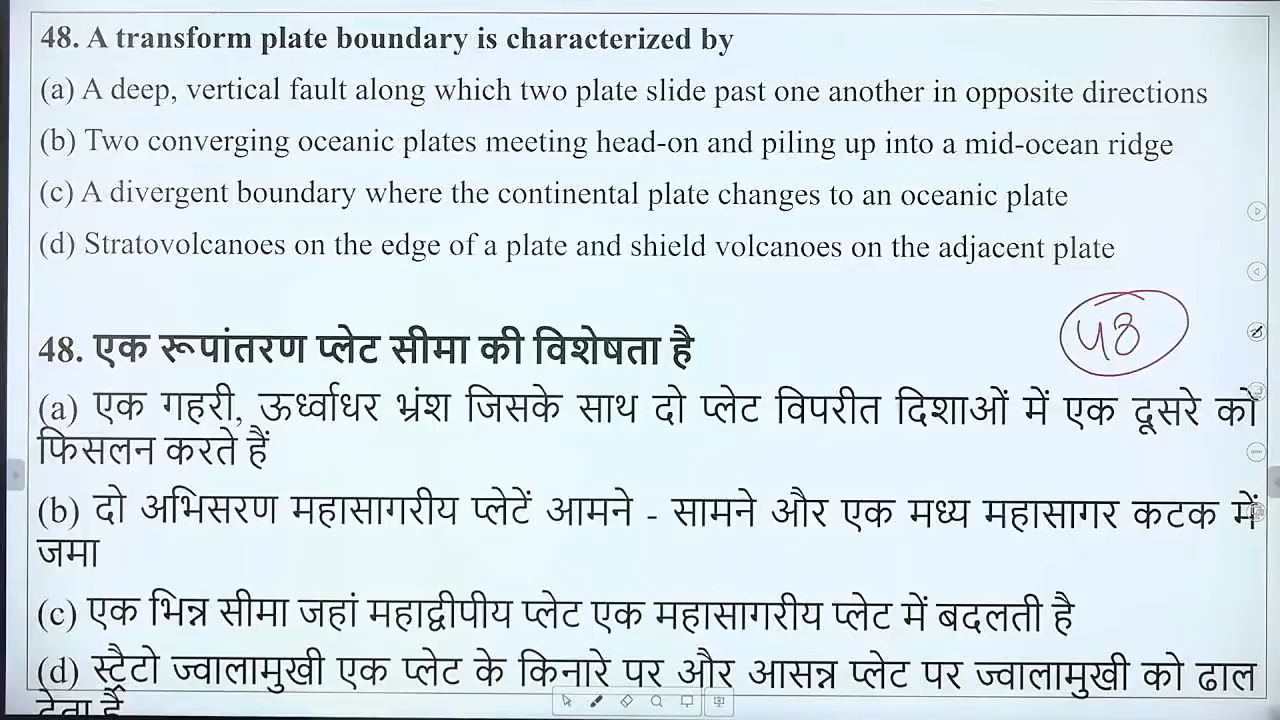 48. A transform plate boundary is characterized by
(a) A deep, vertical fault along which two plate slide past one another in opposite directions
(b) Two converging oceanic plates meeting head-on and piling up into a mid-ocean ridge
(c) A divergent boundary where the continental plate changes to an oceanic plate
(d) Stratovolcanoes on the edge of a plate and shield volcanoes on the adjacent plate
48
48. एक रूपांतरण प्लेट सीमा की विशेषता है
(a) एक गहरी, ऊर्ध्वाधर भ्रंश जिसके साथ दो प्लेट विपरीत दिशाओं में एक दूसरे को
फिसलन करते हैं
(b) दो अभिसरण महासागरीय प्लेटें आमने - सामने और एक मध्य महासागर कटक में
जमा
(c) एक भिन्न सीमा जहां महाद्वीपीय प्लेट एक महासागरीय प्लेट में बदलती है
(d) स्ट्रैटो ज्वालामुखी एक प्लेट के किनारे पर और आसन्न प्लेट पर ज्वालामुखी को ढाल
देता है